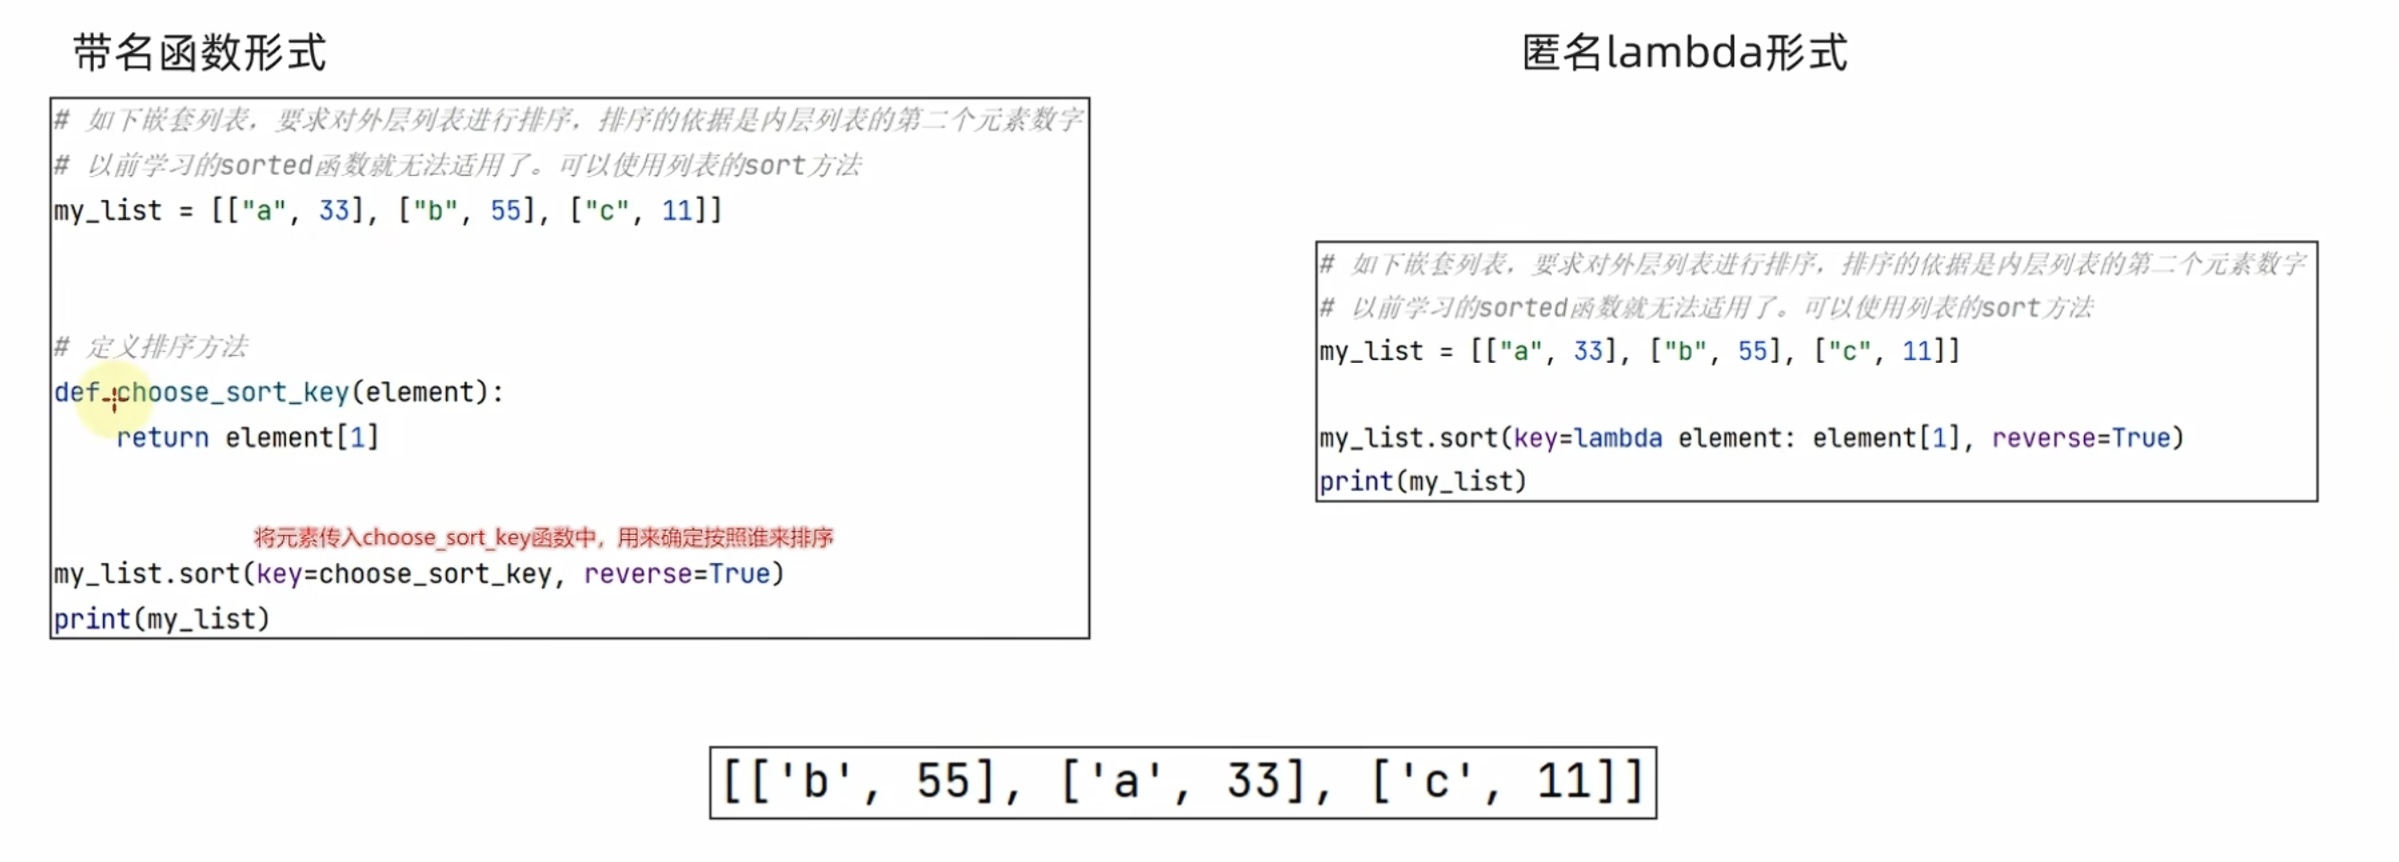 带名函数形式
# 如下嵌套列表，要求对外层列表进行排序，排序的依据是内层列表的第二个元素数字
# 以前学习的sorted函数就无法适用了。可以使用列表的sort方法
my_list = [["a", 33], ["b", 55], ["c", 11]]
# 定义排序方法
def choose_sort_key(element):
    return element[1]
将元素传入choose_sort_key函数中，用来确定按照谁来排序
my_list.sort(key=choose_sort_key, reverse=True)
print(my_list)
匿名lambda形式
# 如下嵌套列表，要求对外层列表进行排序，排序的依据是内层列表的第二个元素数字
# 以前学习的sorted函数就无法适用了。可以使用列表的sort方法
my_list = [["a", 33], ["b", 55], ["c", 11]]
my_list.sort(key=lambda element: element[1], reverse=True)
print(my_list)
[['b', 55], ['a', 33], ['c', 11]]